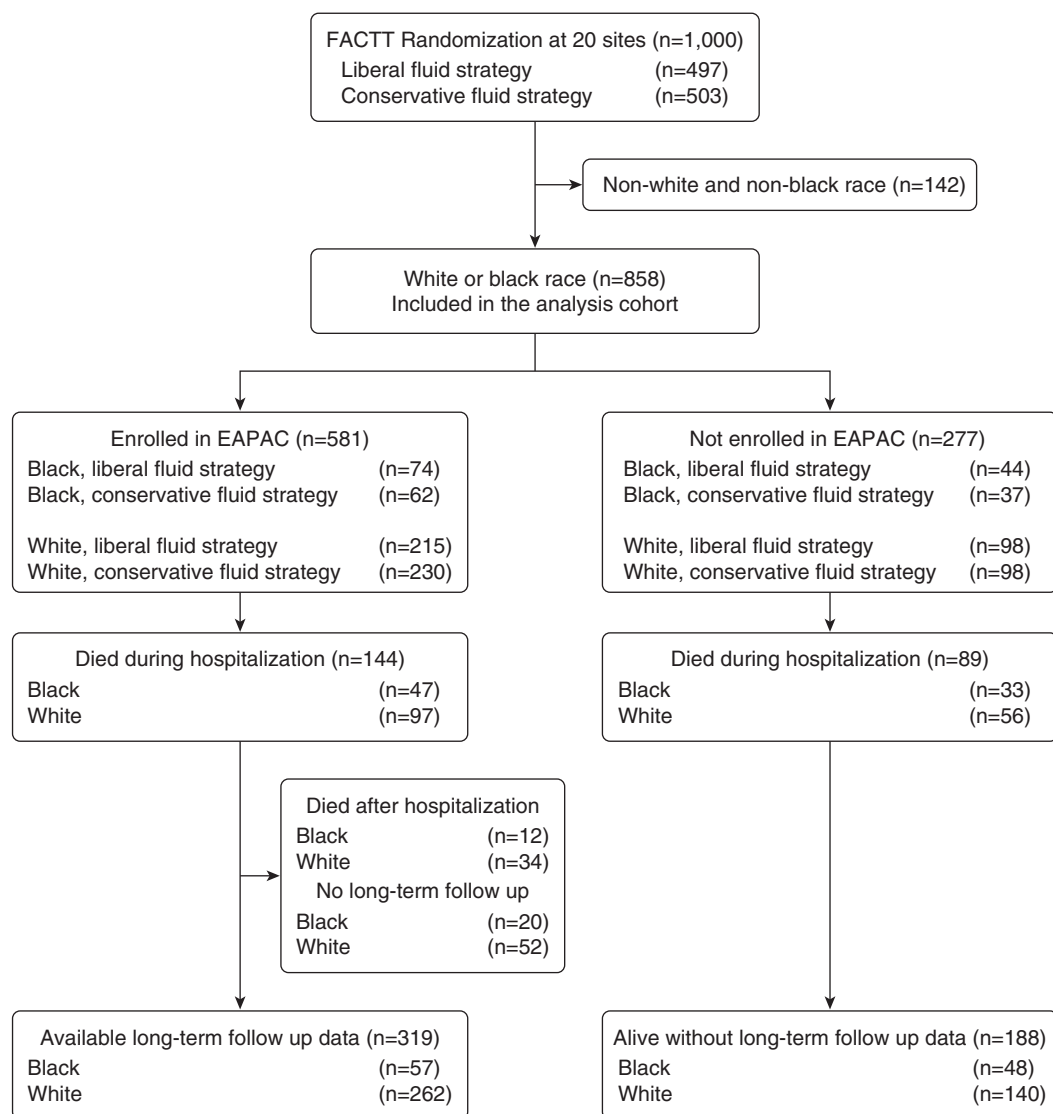 FACTT Randomization at 20 sites (n=1,000)
Liberal fluid strategy (n=497)
Conservative fluid strategy (n=503)
Non-white and non-black race (n=142)
White or black race (n=858)
Included in the analysis cohort
Enrolled in EAPAC (n=581)
Black, liberal fluid strategy (n=74)
Black, conservative fluid strategy (n=62)
White, liberal fluid strategy (n=215)
White, conservative fluid strategy (n=230)
Not enrolled in EAPAC (n=277)
Black, liberal fluid strategy (n=44)
Black, conservative fluid strategy (n=37)
White, liberal fluid strategy (n=98)
White, conservative fluid strategy (n=98)
Died during hospitalization (n=144)
Black (n=47)
White (n=97)
Died during hospitalization (n=89)
Black (n=33)
White (n=56)
Died after hospitalization
Black (n=12)
White (n=34)
No long-term follow up
Black (n=20)
White (n=52)
Available long-term follow up data (n=319)
Black (n=57)
White (n=262)
Alive without long-term follow up data (n=188)
Black (n=48)
White (n=140)